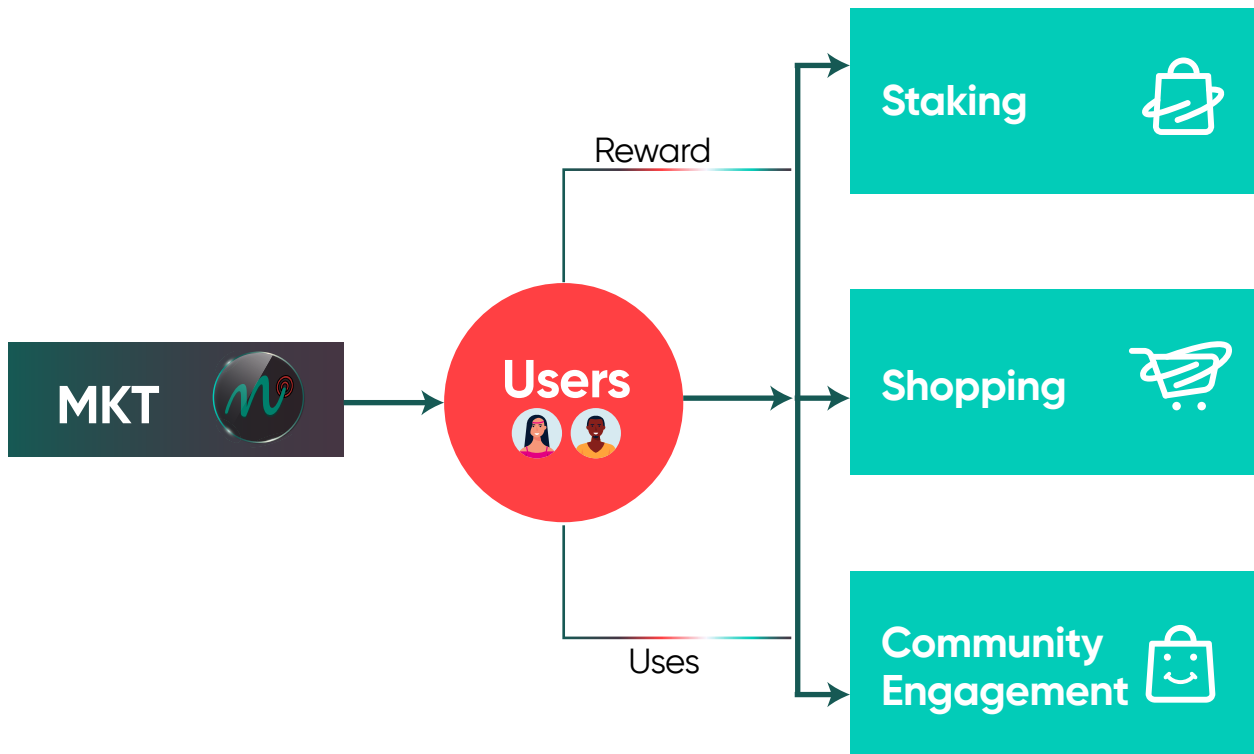 MKT
Users
Reward
Uses
Staking
Shopping
Community
Engagement